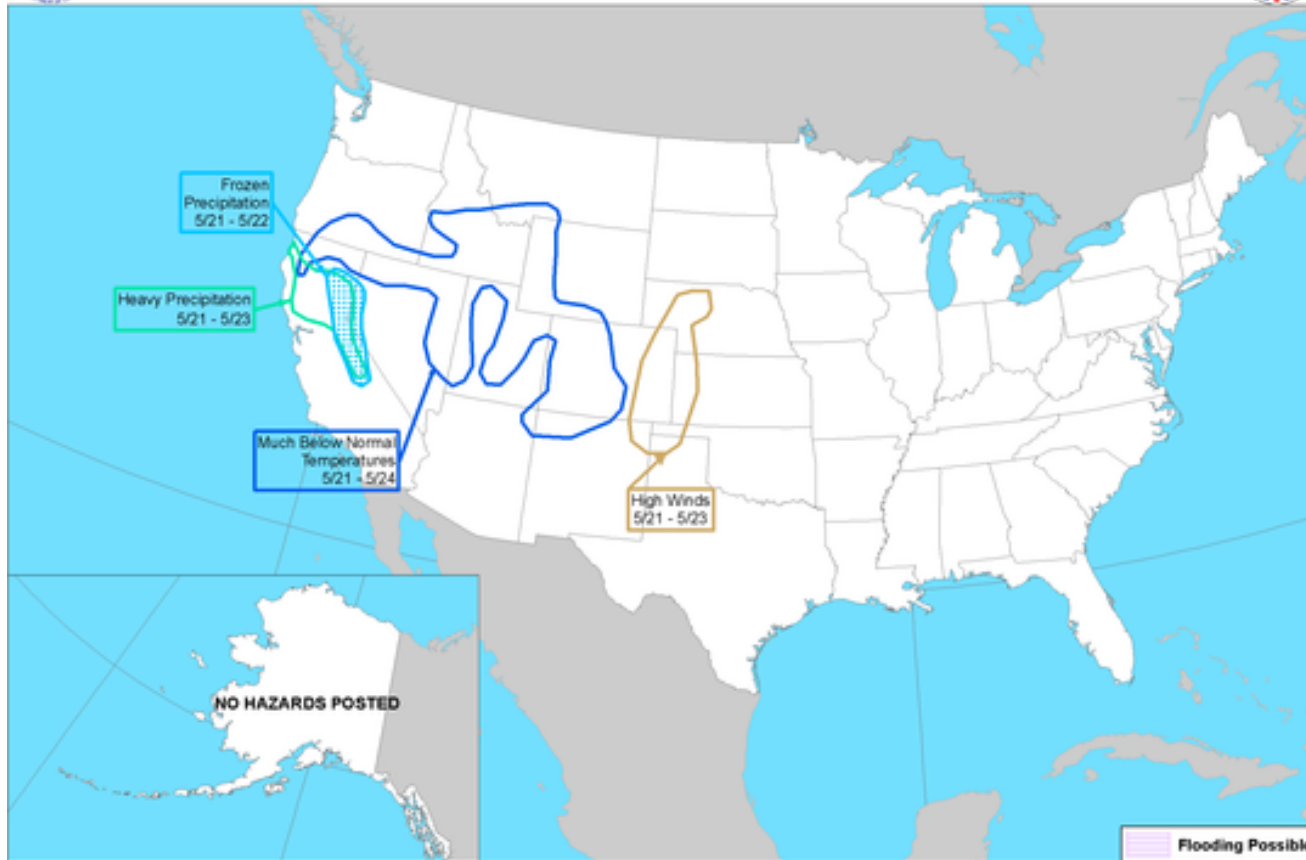 Frozen
Precipitation
5/21 - 5/22
Heavy Precipitation
5/21 - 5/23
Much Below Normal
Temperatures
5/21 - 5/24
High Winds
5/21 - 5/23
NO HAZARDS POSTED
Flooding Possible